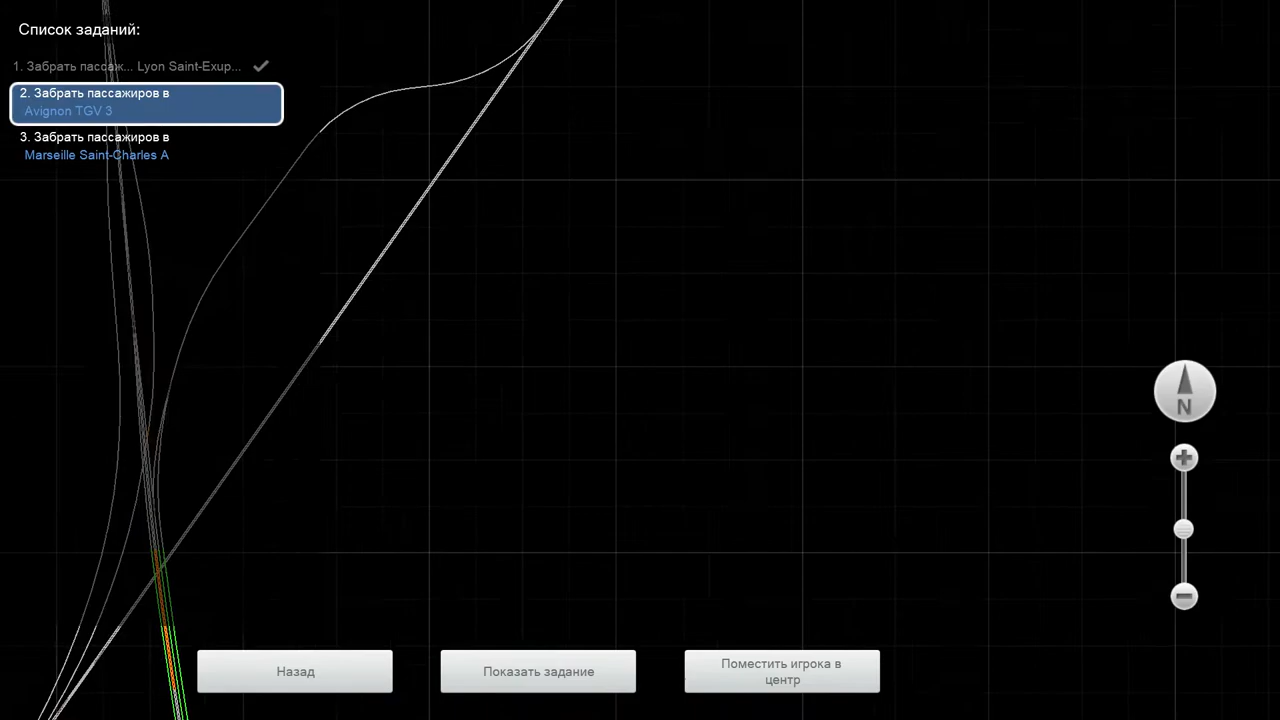 Список заданий:
1. Забрать пассаж... Lyon Saint-Exup...
2. Забрать пассажиров в
Avignon TGV 3
3. Забрать пассажиров в
Marseille Saint-Charles A
N
Назад
Показать задание
Поместить игрока в
центр